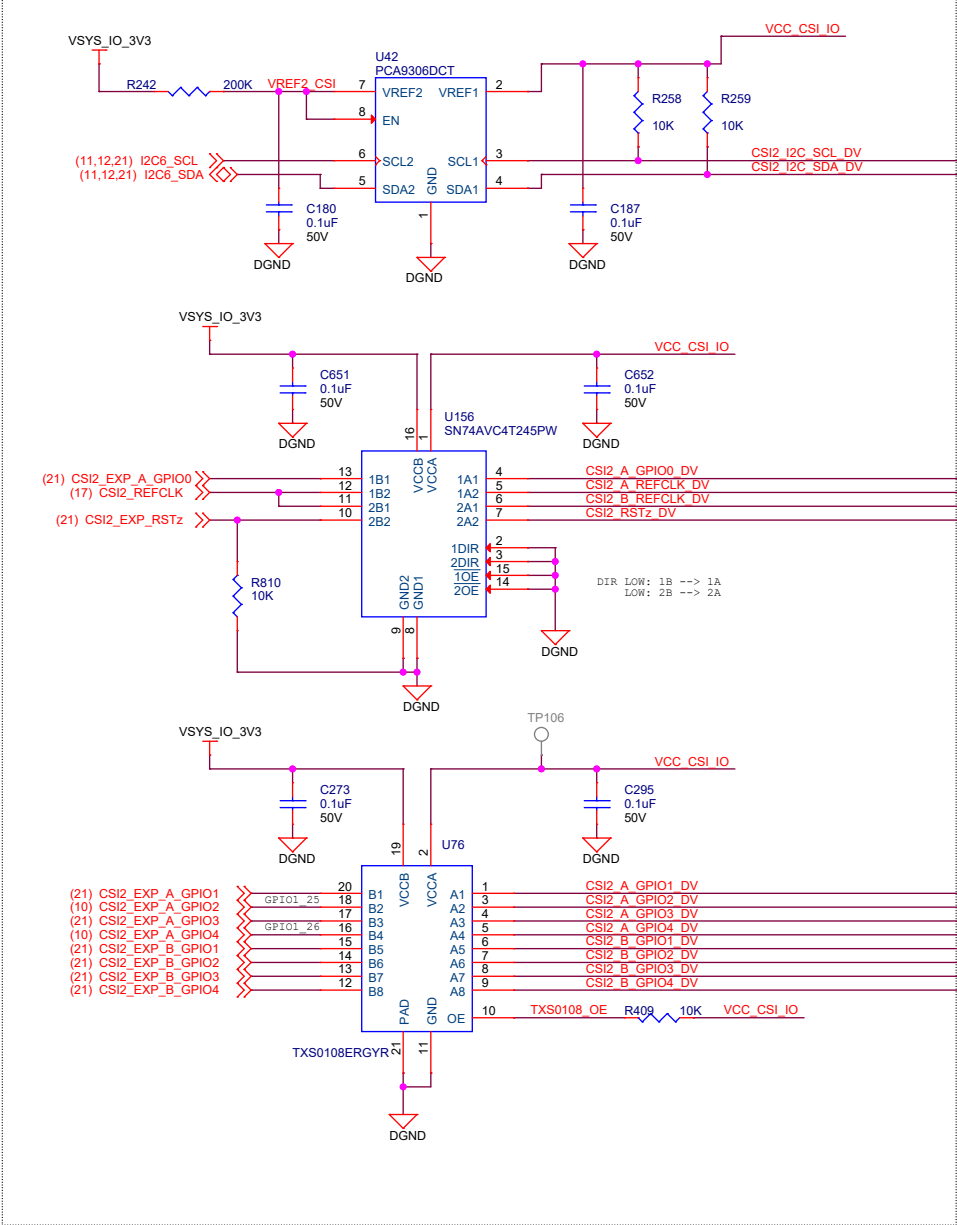 VCC_CSI_IO
VSYS_IO_3V3
U42
PCA9306DCT
R242 200K VREF2_CSI 7 VREF2 VREF1 2
R258 R259
8 EN
10K 10K
(11,12,21) I2C6_SCL 6 SCL2 SCL1 3 CSI2_I2C_SCL_DV
(11,12,21) I2C6_SDA CSI2_I2C_SDA_DV
5 SDA2 GND SDA1 4
C180 1 C187
0.1uF 0.1uF
50V 50V
DGND DGND DGND
VSYS_IO_3V3
VCC_CSI_IO
C651 C652
0.1uF 0.1uF
50V 50V
U156
SN74AVC4T245PW
DGND 16 1 DGND
VCCB VCCA
(21) CSI2_EXP_A_GPIO0 13 1B1 1A1 4 CSI2_A_GPIO0_DV
(17) CSI2_REFCLK 12 1B2 1A2 5 CSI2_A_REFCLK_DV
11 2B1 2A1 6 CSI2_B_REFCLK_DV
(21) CSI2_EXP_RSTz 10 2B2 2A2 7 CSI2_RSTz_DV
1DIR 2
2DIR 3
1OE 15
2OE 14
R810
10K
DIR LOW: 1B --> 1A
LOW: 2B --> 2A
GND2 GND1
9 8
DGND
DGND
TP106
VSYS_IO_3V3
VCC_CSI_IO
C273 C295
0.1uF 0.1uF
50V 50V
DGND 19 2 U76 DGND
VCCB VCCA
(21) CSI2_EXP_A_GPIO1 20 B1 A1 1 CSI2_A_GPIO1_DV
(10) CSI2_EXP_A_GPIO2 GPIO1_25 18 B2 A2 3 CSI2_A_GPIO2_DV
(21) CSI2_EXP_A_GPIO3 17 B3 A3 4 CSI2_A_GPIO3_DV
(10) CSI2_EXP_A_GPIO4 GPIO1_26 16 B4 A4 5 CSI2_A_GPIO4_DV
(21) CSI2_EXP_B_GPIO1 15 B5 A5 6 CSI2_B_GPIO1_DV
(21) CSI2_EXP_B_GPIO2 14 B6 A6 7 CSI2_B_GPIO2_DV
(21) CSI2_EXP_B_GPIO3 13 B7 A7 8 CSI2_B_GPIO3_DV
(21) CSI2_EXP_B_GPIO4 12 B8 A8 9 CSI2_B_GPIO4_DV
PAD GND OE 10 TXS0108_OE R409 10K VCC_CSI_IO
TXS0108ERGYR 21 11
DGND